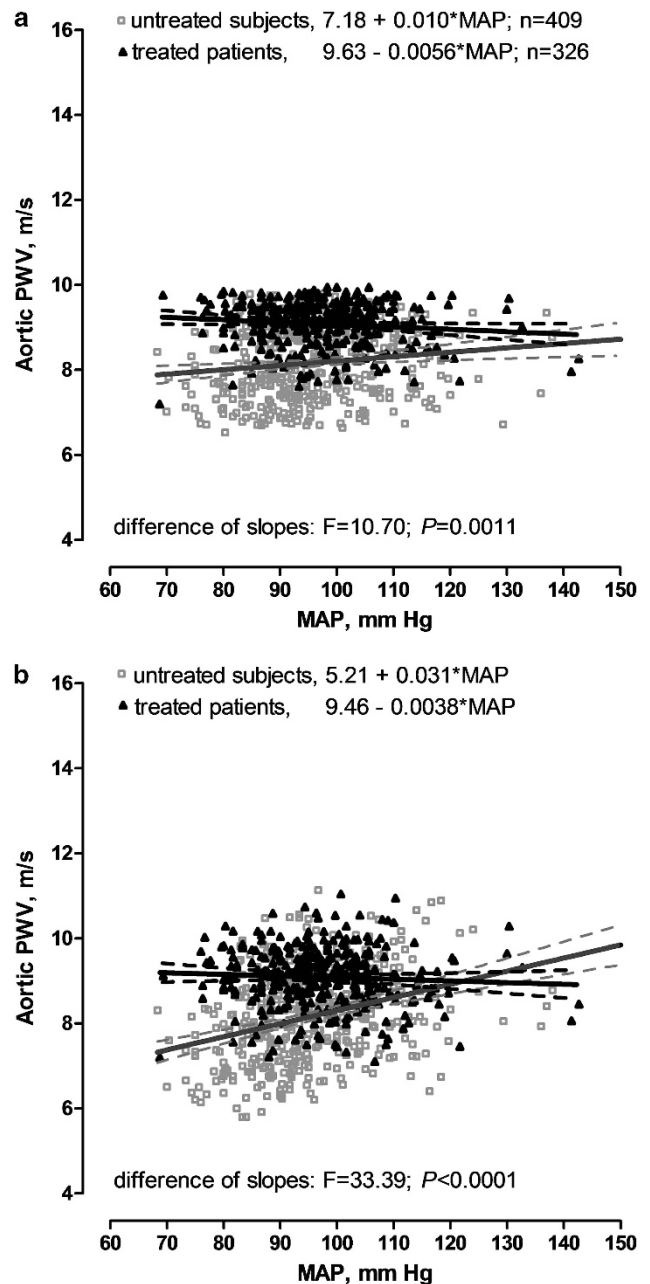 a
untreated subjects, 7.18 + 0.010*MAP; n=409
treated patients, 9.63 - 0.0056*MAP; n=326
16
14
12
10
8
6
4
Aortic PWV, m/s
difference of slopes: F=10.70; P=0.0011
60 70 80 90 100 110 120 130 140 150
MAP, mm Hg
b
untreated subjects, 5.21 + 0.031*MAP
treated patients, 9.46 - 0.0038*MAP
16
14
12
10
8
6
4
Aortic PWV, m/s
difference of slopes: F=33.39; P<0.0001
60 70 80 90 100 110 120 130 140 150
MAP, mm Hg